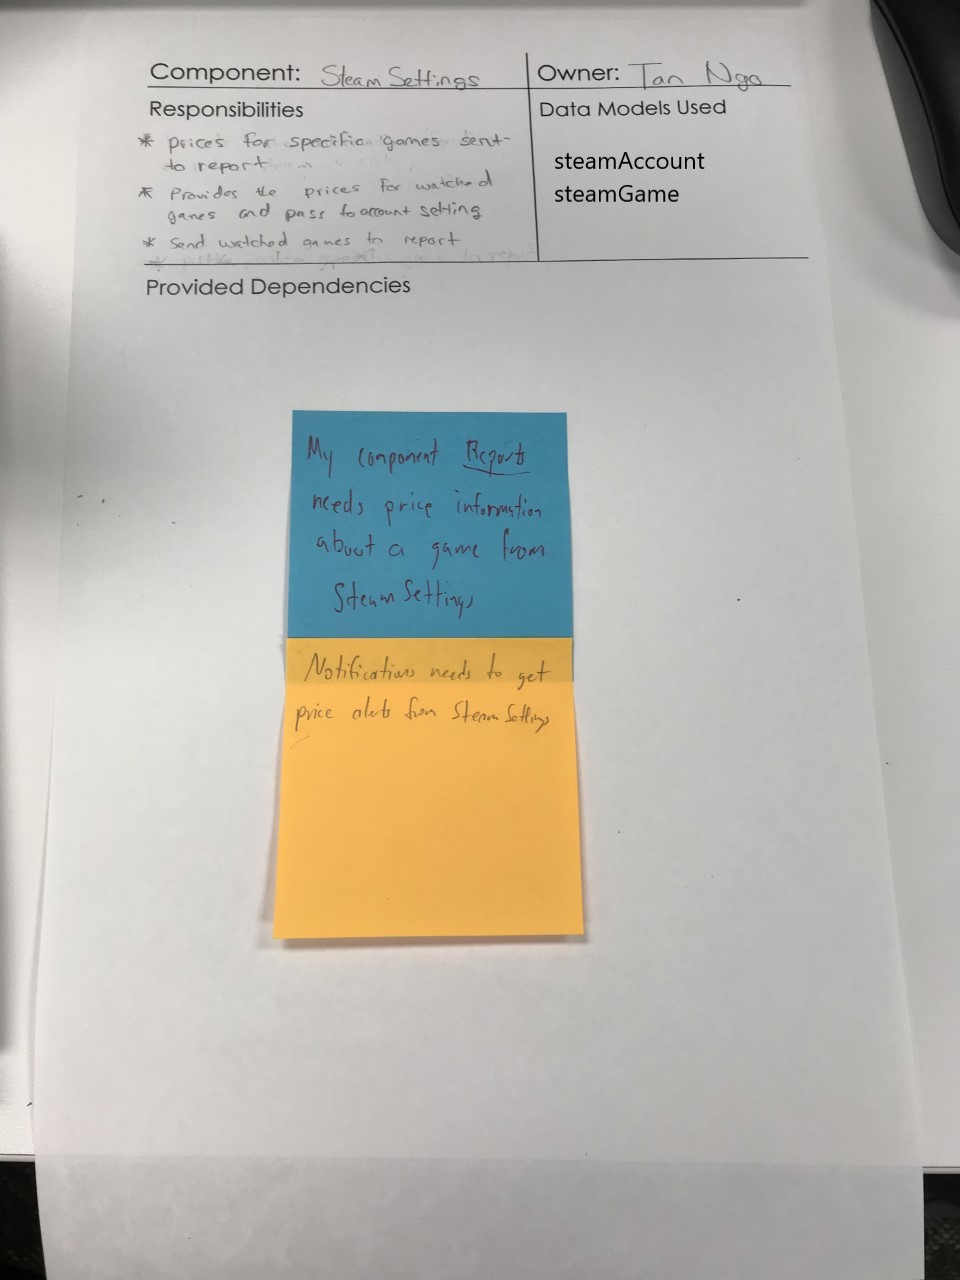 Component: Steam Settings
Owner: Tan Ngo
Responsibilities
* prices for specific games sent
to report
* Provides the prices for watched
games and pass to account setting
* Send watched games to report
Data Models Used
steamAccount
steamGame
Provided Dependencies
My component Reports
needs price information
about a game from
Steam Settings
Notifications needs to get
price alerts from Steam Settings